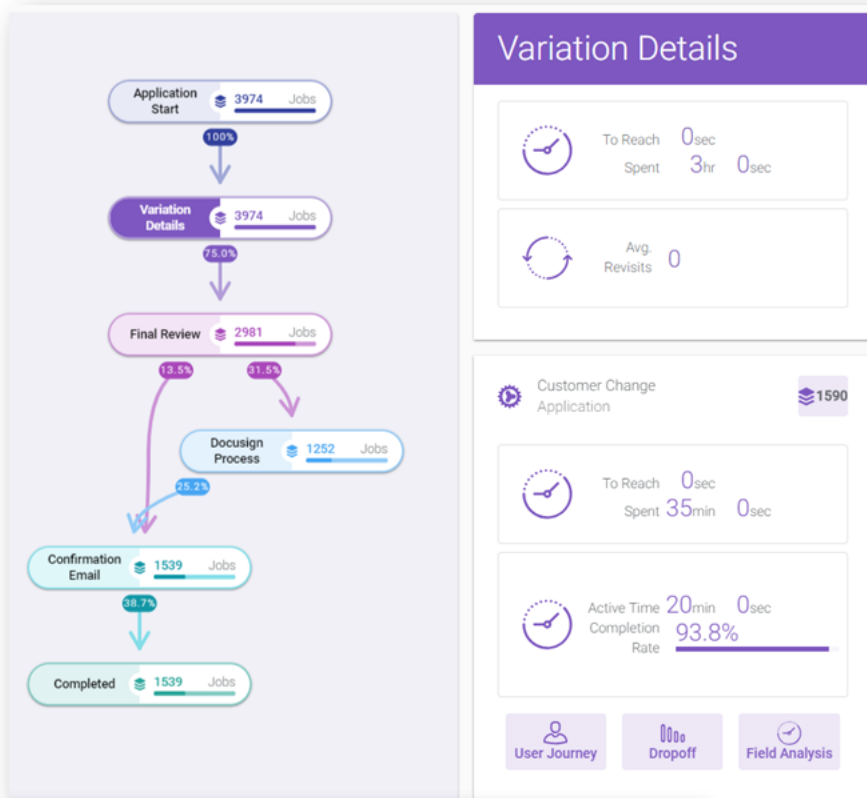 Application
Start
3974 Jobs
100%
Variation
Details
3974 Jobs
75.0%
Final Review
2981 Jobs
13.5%
31.5%
Docusign
Process
1252 Jobs
25.2%
Confirmation
Email
1539 Jobs
38.7%
Completed
1539 Jobs
Variation Details
To Reach 0sec
Spent 3hr 0sec
Avg.
Revisits 0
Customer Change
Application
1590
To Reach 0sec
Spent 35min 0sec
Active Time 20min 0sec
Completion
Rate
93.8%
User Journey
Dropoff
Field Analysis